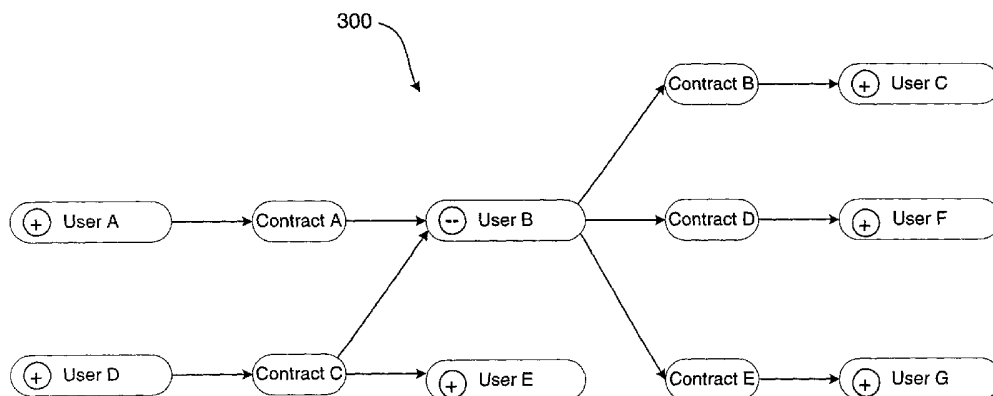 300
Contract B
+ User C
+ User A
Contract A
-- User B
Contract D
+ User F
+ User D
Contract C
+ User E
Contract E
+ User G